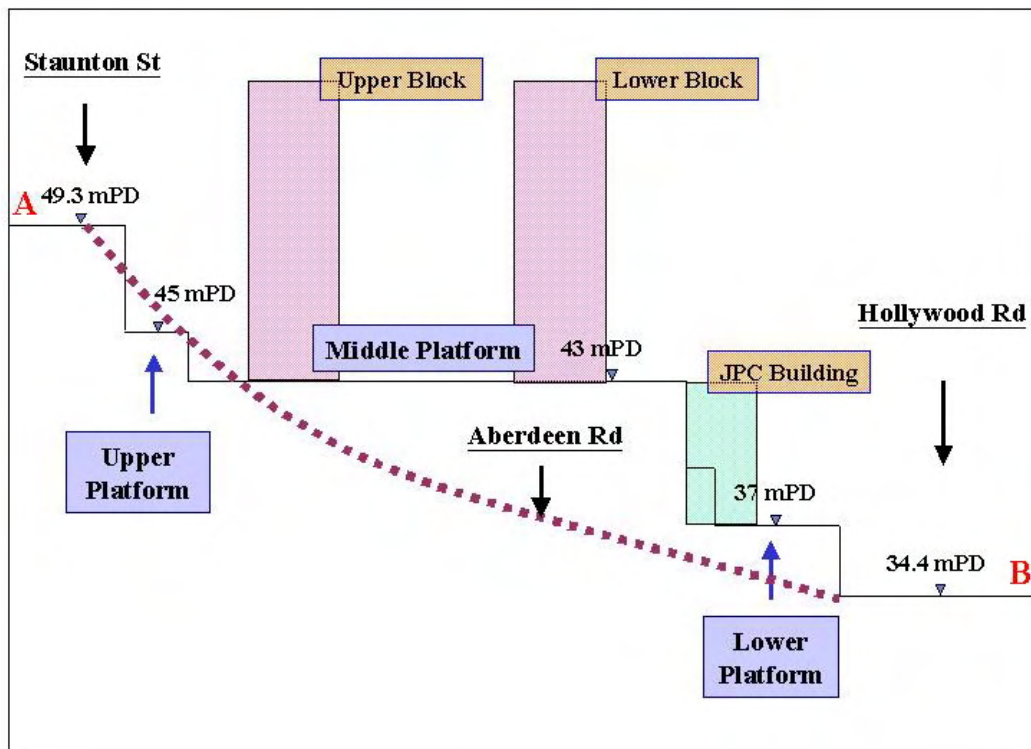 Staunton St
Upper Block
Lower Block
A
49.3 mPD
45 mPD
Middle Platform
43 mPD
Hollywood Rd
JPC Building
Upper
Platform
Aberdeen Rd
37 mPD
34.4 mPD
B
Lower
Platform